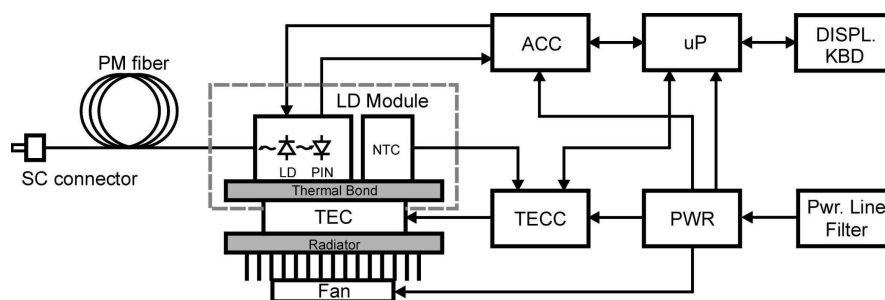 PM fiber
SC connector
LD Module
LD
PIN
NTC
Thermal Bond
TEC
Radiator
Fan
ACC
uP
DISPL.
KBD
TECC
PWR
Pwr. Line
Filter